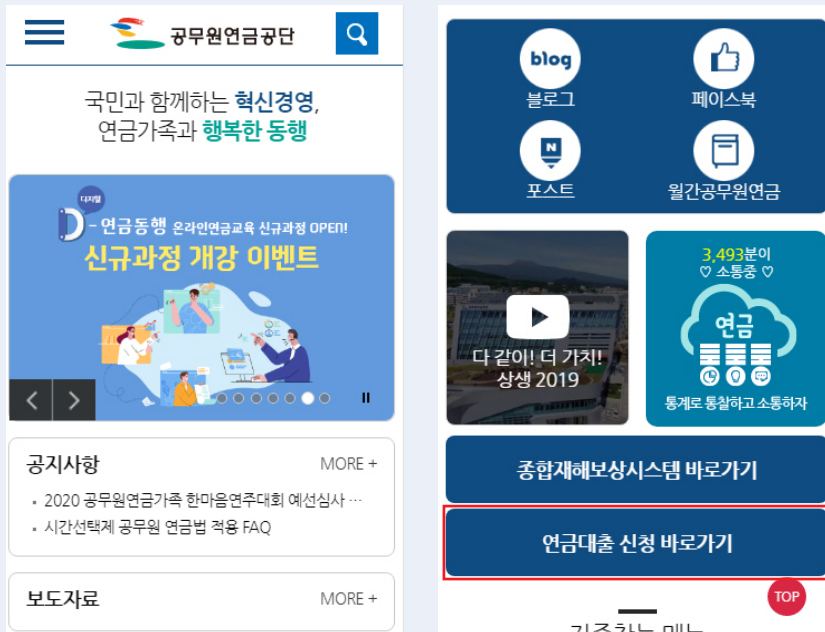 공무원연금공단
국민과 함께하는 혁신경영,
연금가족과 행복한 동행
디지털
D - 연금동행 온라인연금교육 신규과정 OPEN!
신규과정 개강 이벤트
공지사항 MORE +
2020 공무원연금가족 한마음연주대회 예선심사 …
시간선택제 공무원 연금법 적용 FAQ
보도자료 MORE +
blog
블로그
페이스북
N
포스트
월간공무원연금
다 같이! 더 가치!
상생 2019
3,493분이
♡ 소통중 ♡
연금
통계로 통찰하고 소통하자
종합재해보상시스템 바로가기
연금대출 신청 바로가기
TOP